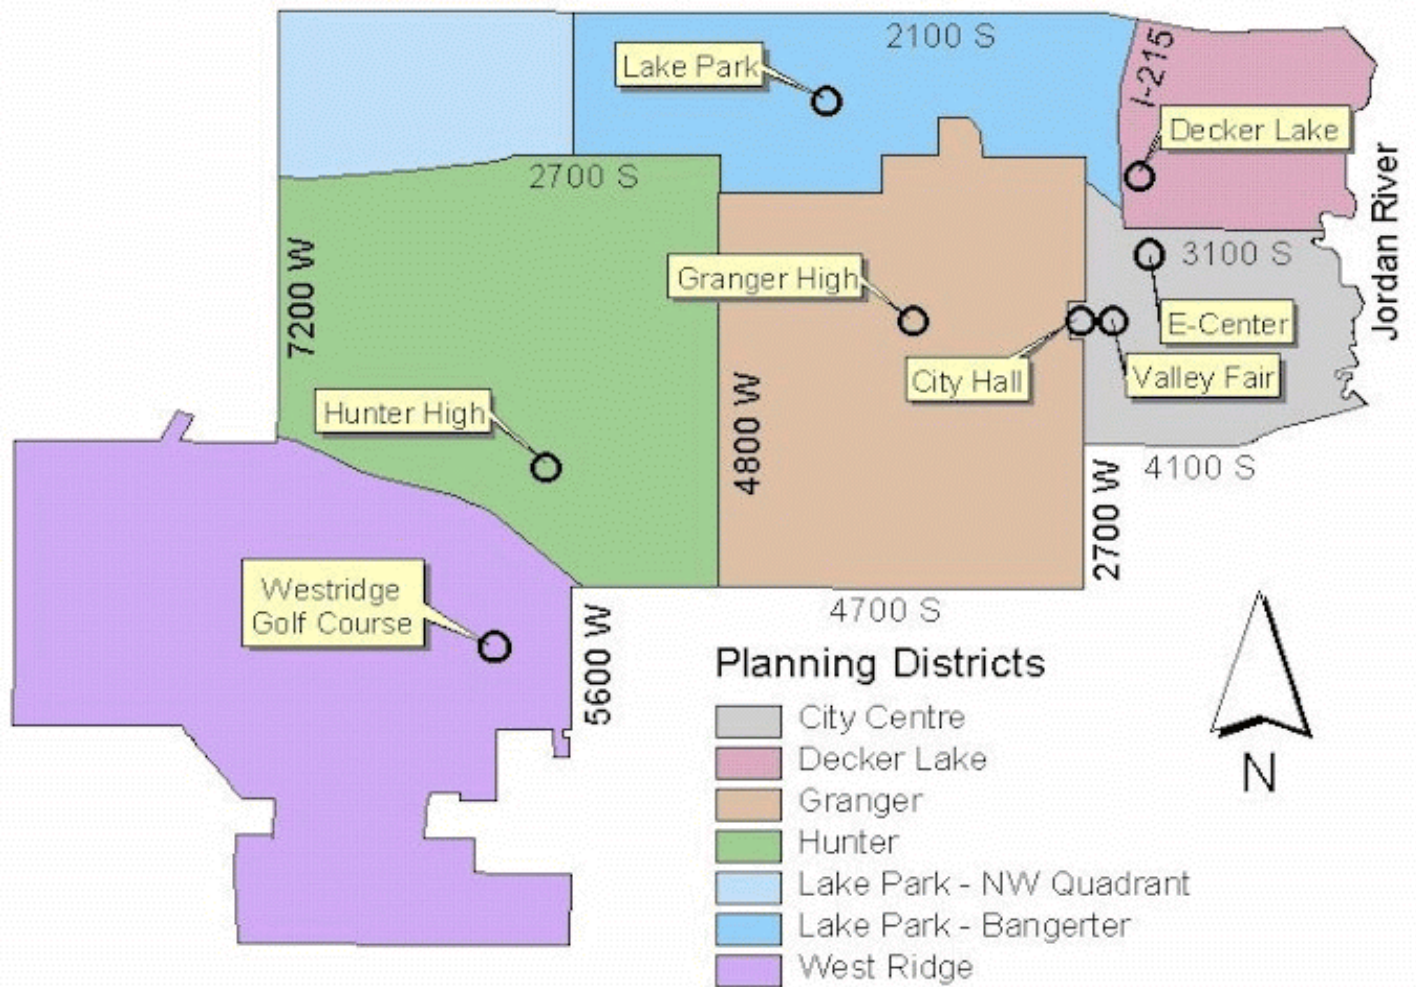 2100 S
I-215
Lake Park
Decker Lake
2700 S
Jordan River
7200 W
3100 S
Granger High
E-Center
City Hall
Valley Fair
Hunter High
4800 W
4100 S
2700 W
Westridge
Golf Course
5600 W
4700 S
Planning Districts
City Centre
Decker Lake
Granger
Hunter
Lake Park - NW Quadrant
Lake Park - Bangerter
West Ridge
N